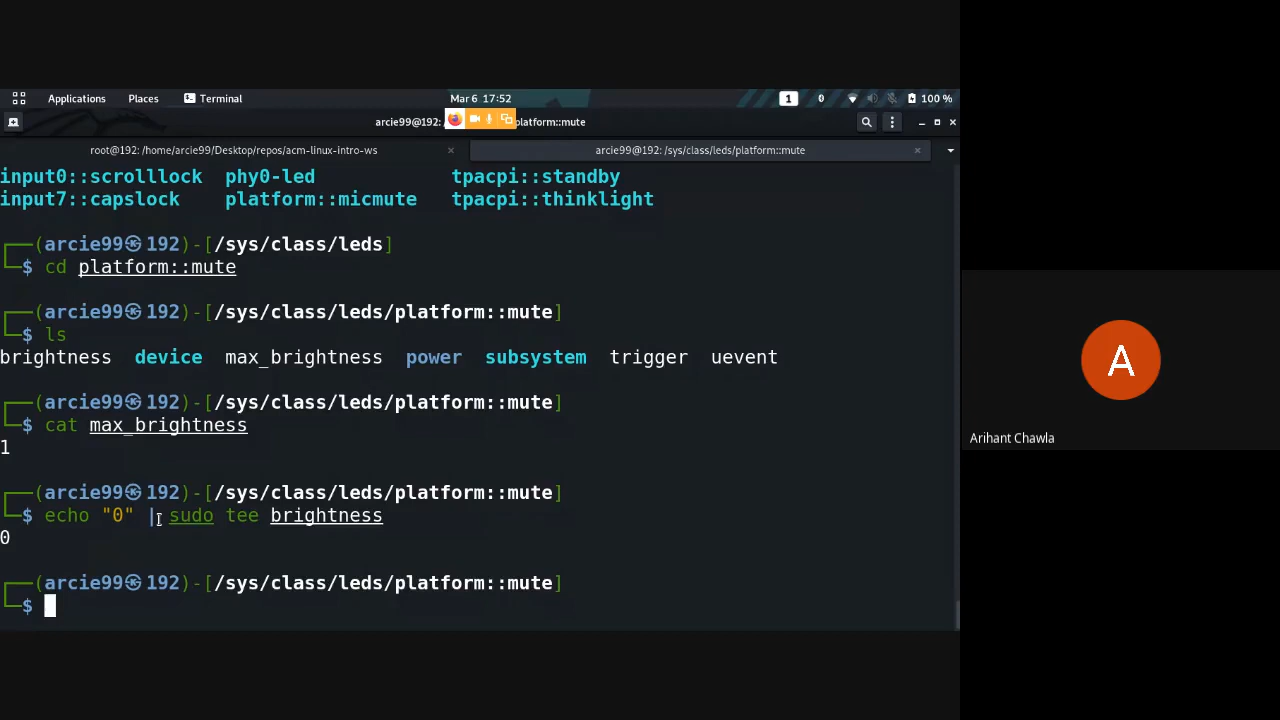 Applications Places Terminal Mar 6 17:52 1 0 100 %
arcie99@192: platform::mute
root@192: /home/arcie99/Desktop/repos/acm-linux-intro-ws arcie99@192: /sys/class/leds/platform::mute
input0::scrolllock phy0-led tpacpi::standby
input7::capslock platform::micmute tpacpi::thinklight
┌──(arcie99㉿192)-[/sys/class/leds]
└─$ cd platform::mute
┌──(arcie99㉿192)-[/sys/class/leds/platform::mute]
└─$ ls
brightness device max_brightness power subsystem trigger uevent
┌──(arcie99㉿192)-[/sys/class/leds/platform::mute]
└─$ cat max_brightness
1
┌──(arcie99㉿192)-[/sys/class/leds/platform::mute]
└─$ echo "0" | sudo tee brightness
0
┌──(arcie99㉿192)-[/sys/class/leds/platform::mute]
└─$
A
Arihant Chawla